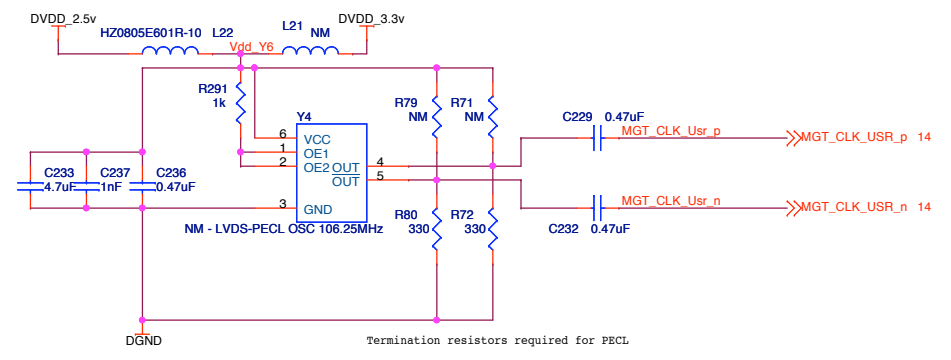 DVDD_2.5v
DVDD_3.3v
HZ0805E601R-10 L22
L21 NM
Vdd_Y6
R291
1k
R79
NM
R71
NM
Y4
6 VCC
1 OE1
2 OE2
OUT 4
OUT 5
3 GND
NM - LVDS-PECL OSC 106.25MHz
C233
4.7uF
C237
1nF
C236
0.47uF
R80
330
R72
330
C229 0.47uF
MGT_CLK_Usr_p
MGT_CLK_USR_p 14
MGT_CLK_Usr_n
MGT_CLK_USR_n 14
C232 0.47uF
DGND
Termination resistors required for PECL